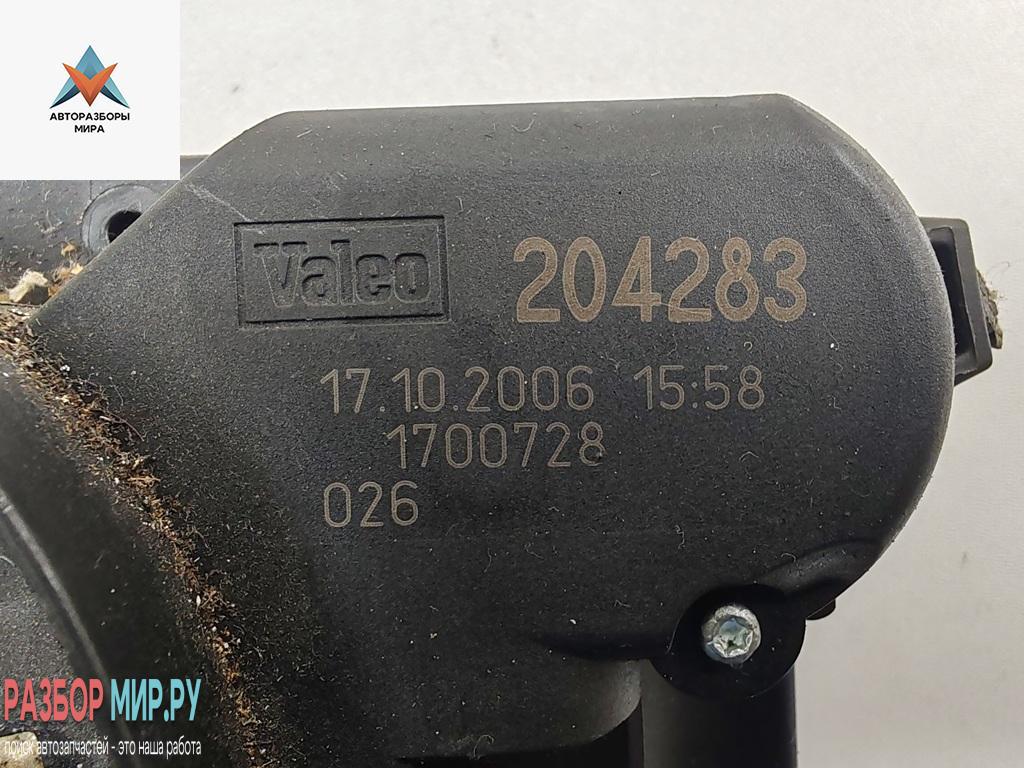 АВТОРАЗБОРЫ
МИРА
Valeo
204283
17.10.2006 15:58
1700728
026
РАЗБОР МИР.РУ
поиск автозапчастей - это наша работа